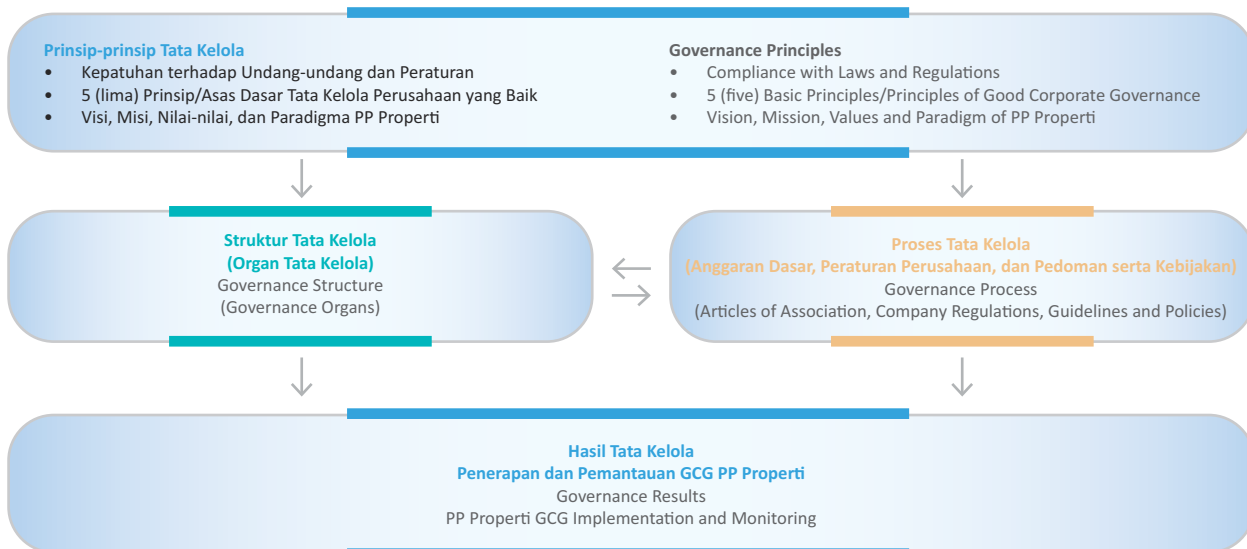 Prinsip-prinsip Tata Kelola
• Kepatuhan terhadap Undang-undang dan Peraturan
• 5 (lima) Prinsip/Asas Dasar Tata Kelola Perusahaan yang Baik
• Visi, Misi, Nilai-nilai, dan Paradigma PP Properti
Governance Principles
• Compliance with Laws and Regulations
• 5 (five) Basic Principles/Principles of Good Corporate Governance
• Vision, Mission, Values and Paradigm of PP Properti
Struktur Tata Kelola
(Organ Tata Kelola)
Governance Structure
(Governance Organs)
Proses Tata Kelola
(Anggaran Dasar, Peraturan Perusahaan, dan Pedoman serta Kebijakan)
Governance Process
(Articles of Association, Company Regulations, Guidelines and Policies)
Hasil Tata Kelola
Penerapan dan Pemantauan GCG PP Properti
Governance Results
PP Properti GCG Implementation and Monitoring